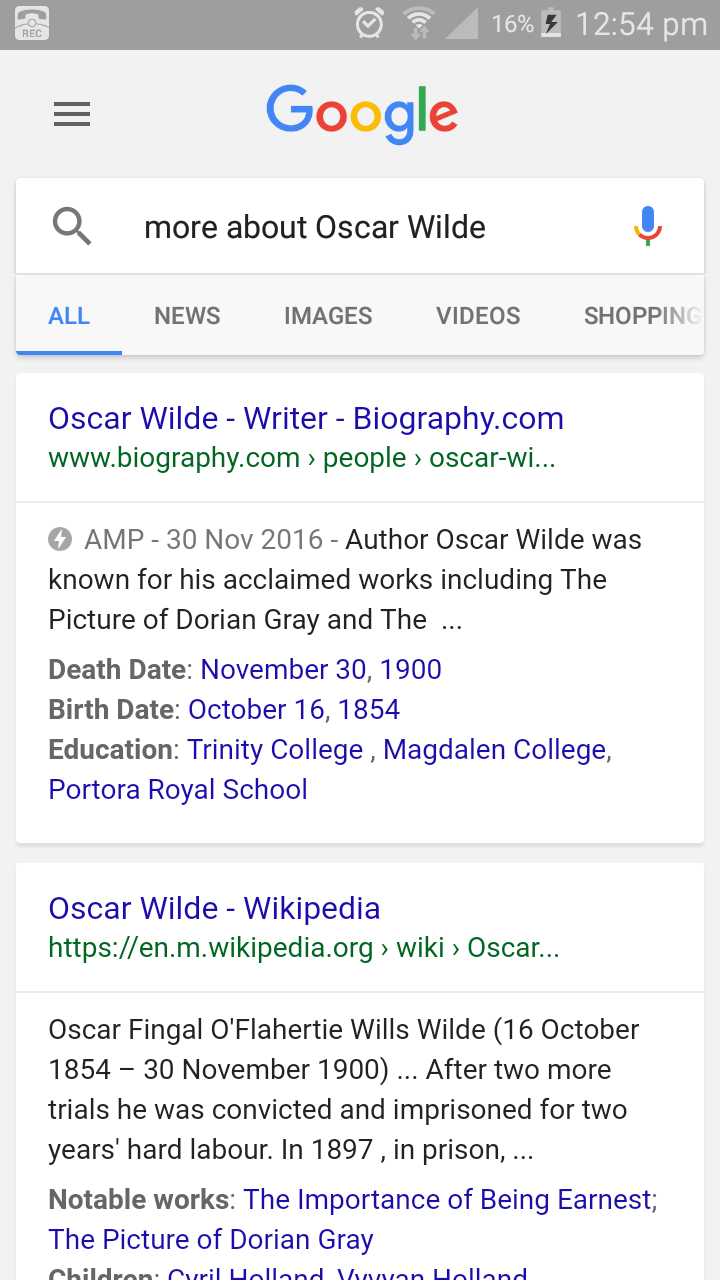 REC 16% 12:54 pm
Google
more about Oscar Wilde
ALL NEWS IMAGES VIDEOS SHOPPING
Oscar Wilde - Writer - Biography.com
www.biography.com › people › oscar-wi...
AMP - 30 Nov 2016 - Author Oscar Wilde was
known for his acclaimed works including The
Picture of Dorian Gray and The ...
Death Date: November 30, 1900
Birth Date: October 16, 1854
Education: Trinity College , Magdalen College,
Portora Royal School
Oscar Wilde - Wikipedia
https://en.m.wikipedia.org › wiki › Oscar...
Oscar Fingal O'Flahertie Wills Wilde (16 October
1854 – 30 November 1900) ... After two more
trials he was convicted and imprisoned for two
years' hard labour. In 1897 , in prison, ...
Notable works: The Importance of Being Earnest;
The Picture of Dorian Gray
Children: Cyril Holland, Vyvyan Holland